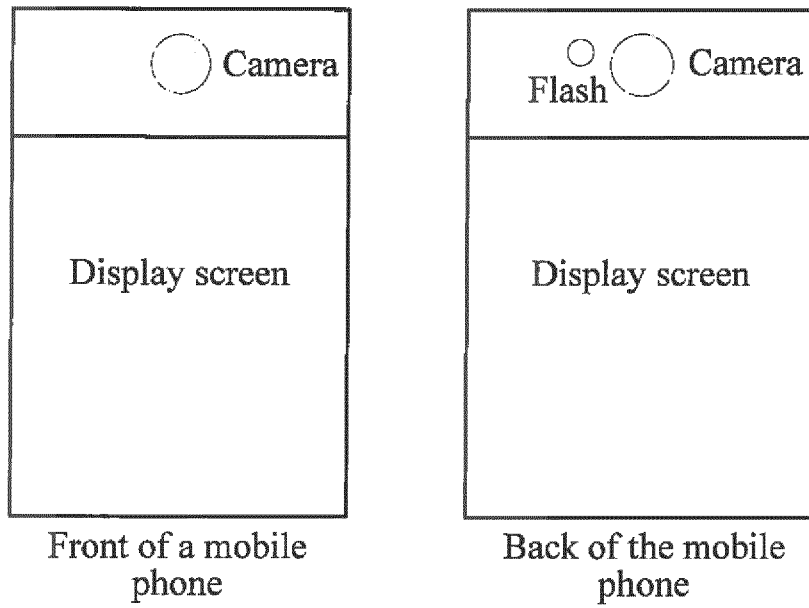 Camera
Display screen
Front of a mobile
phone
Flash
Camera
Display screen
Back of the mobile
phone